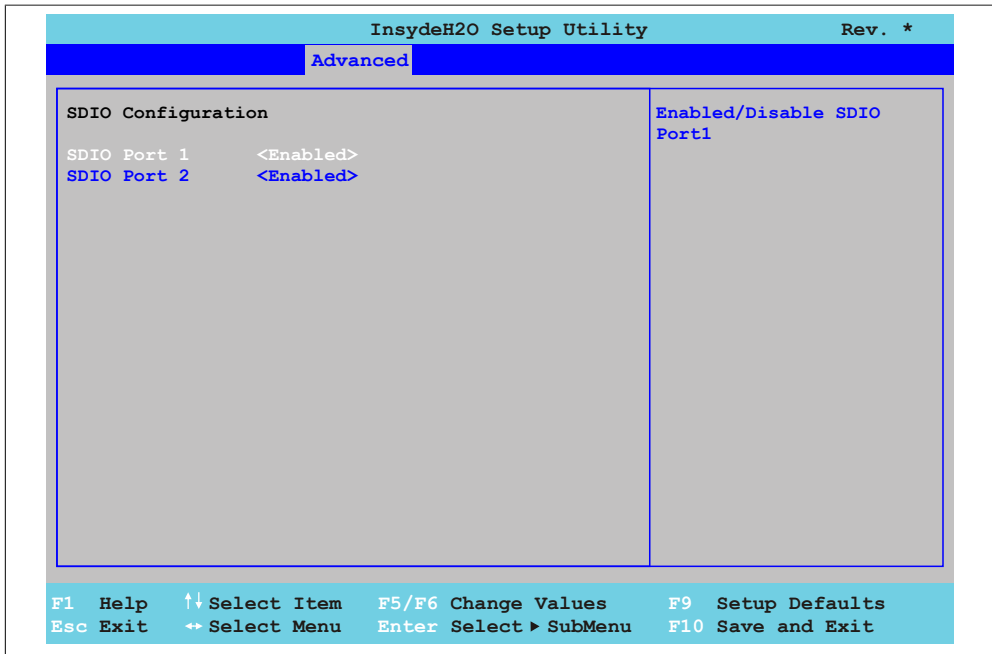 InsydeH2O Setup Utility Rev. *
Advanced
SDIO Configuration
SDIO Port 1 <Enabled>
SDIO Port 2 <Enabled>
Enabled/Disable SDIO
Port1
F1 Help ↑↓ Select Item F5/F6 Change Values F9 Setup Defaults
Esc Exit ↔ Select Menu Enter Select ▶ SubMenu F10 Save and Exit